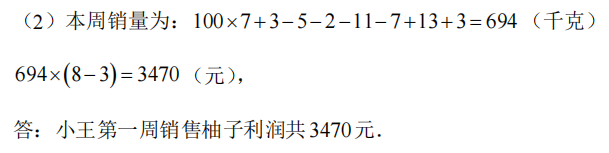 （2）本周销量为：100×7+3−5−2−11−7+13+3=694（千克）
694×(8−3)=3470（元），
答：小王第一周销售柚子利润共3470元．